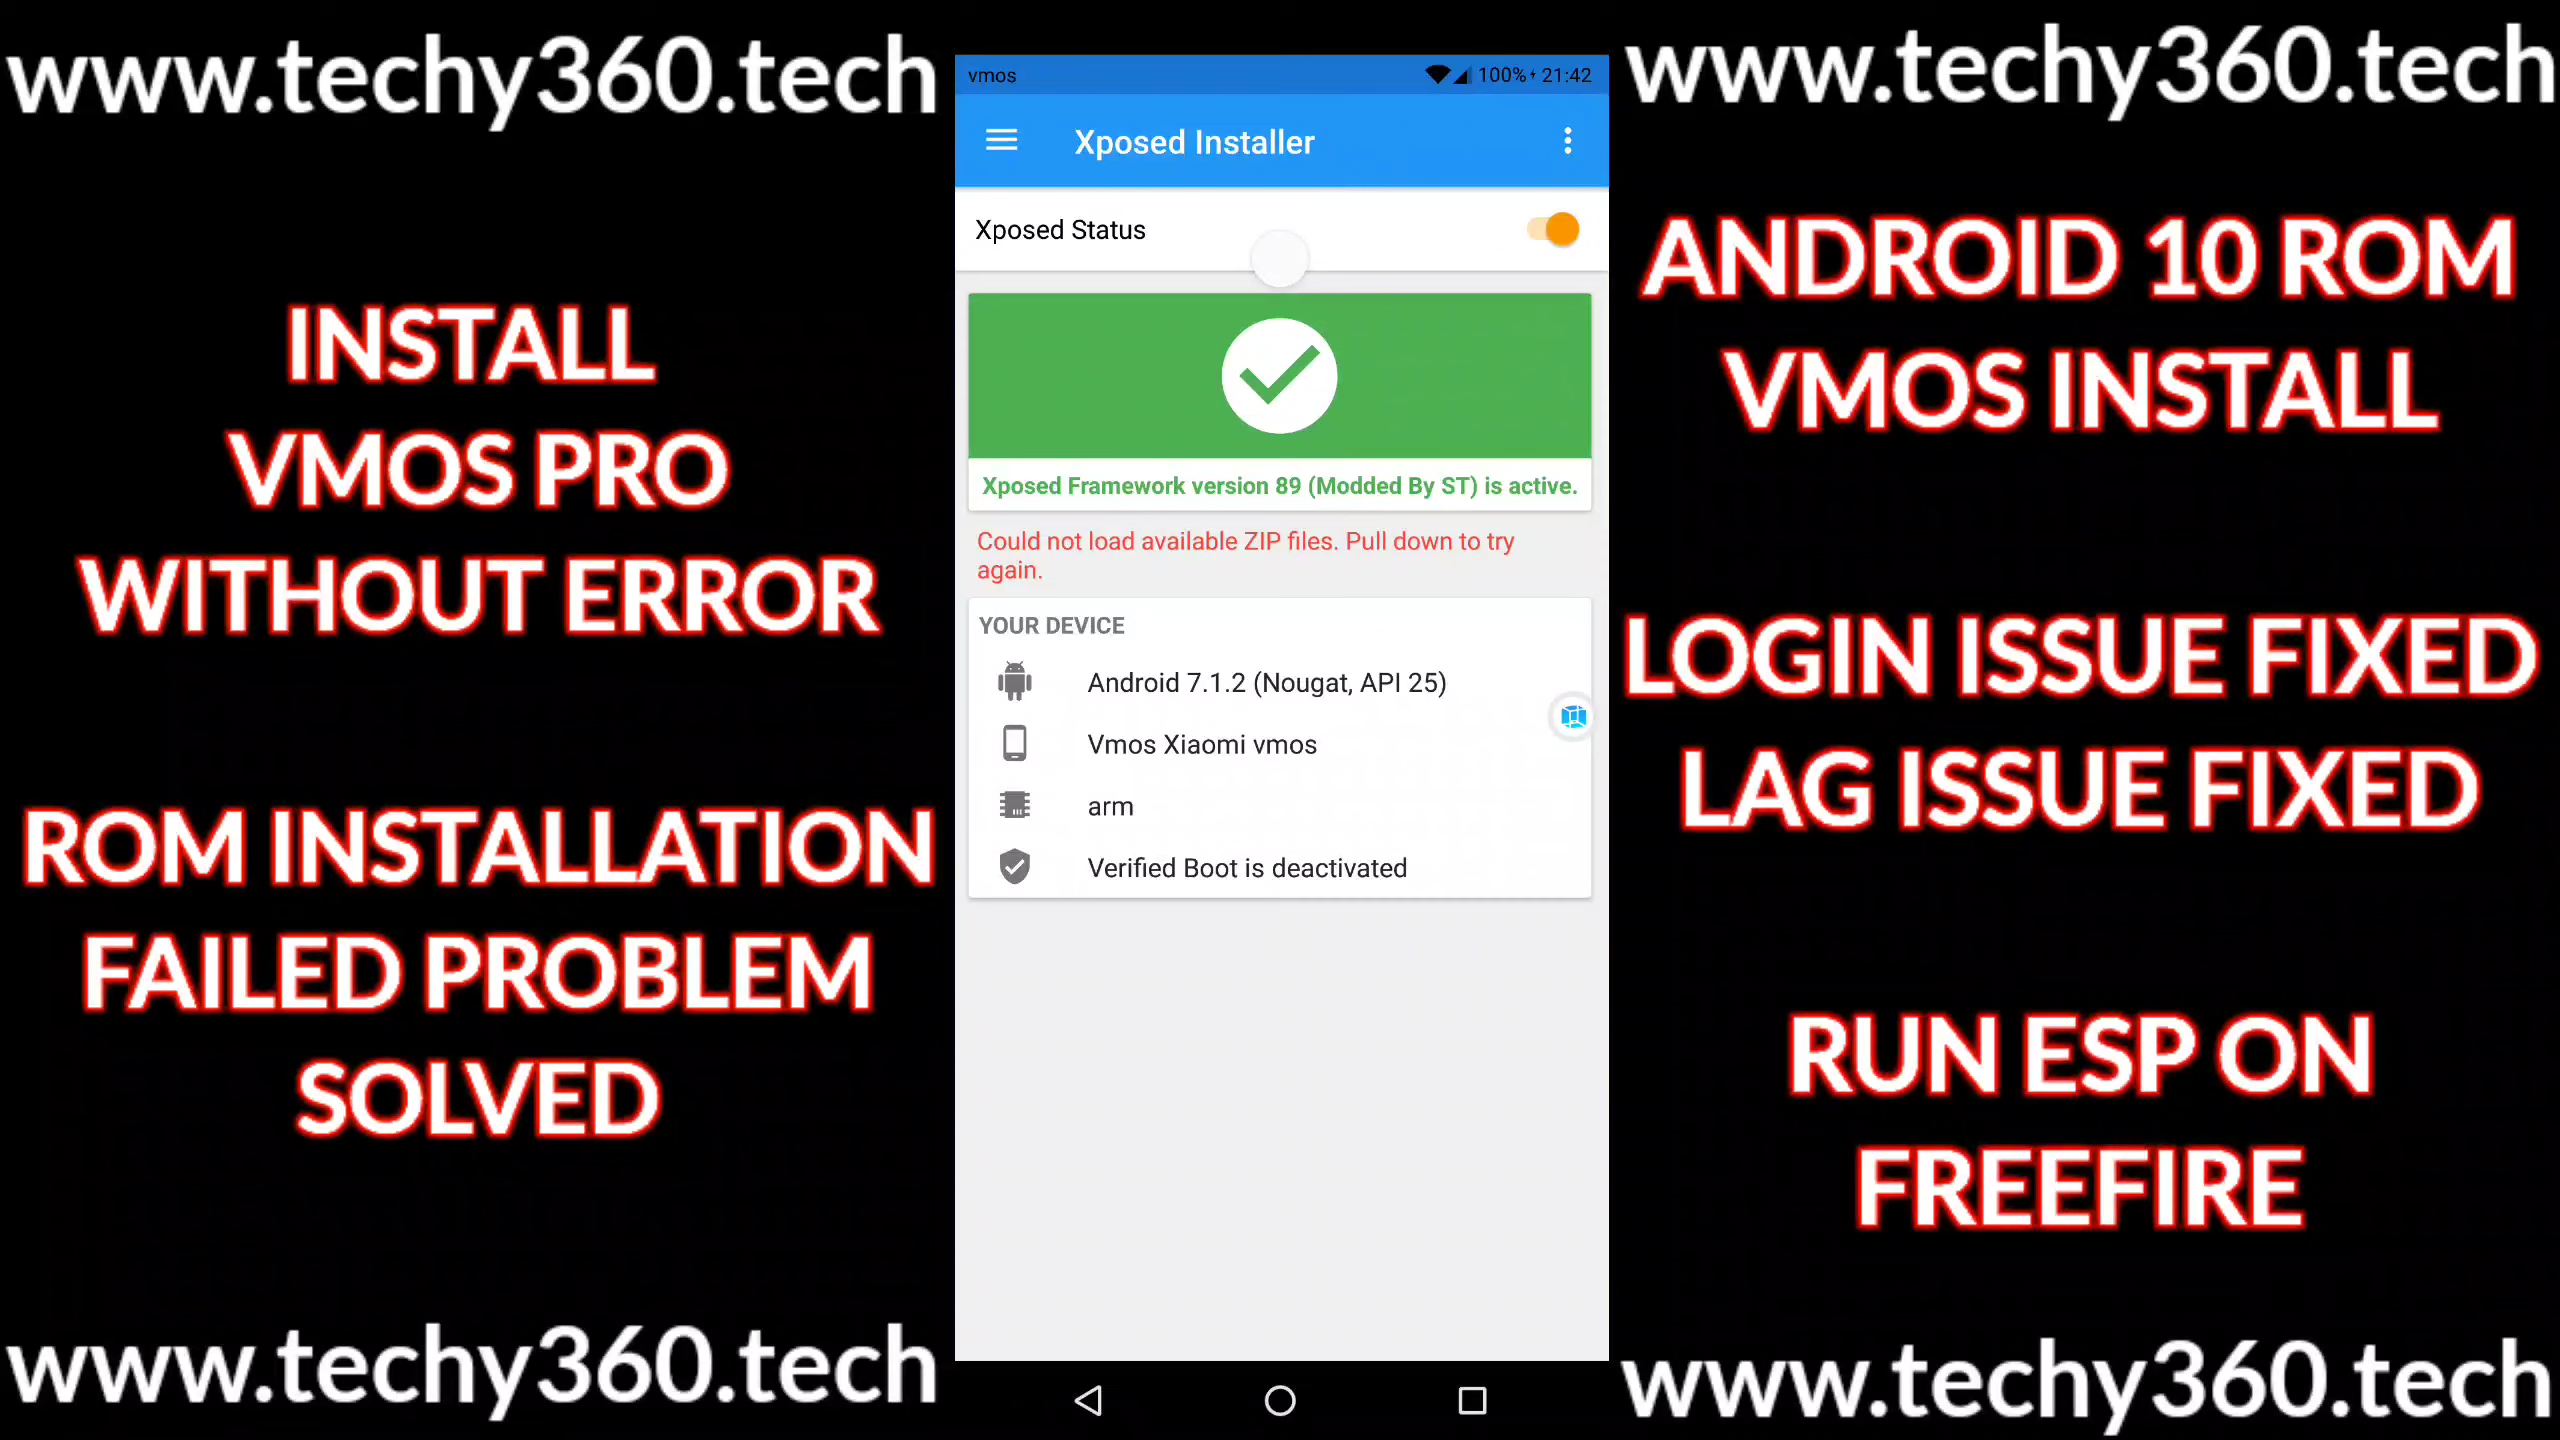 www.techy360.tech
INSTALL
VMOS PRO
WITHOUT ERROR
ROM INSTALLATION
FAILED PROBLEM
SOLVED
www.techy360.tech
vmos
100% 21:42
Xposed Installer
Xposed Status
Xposed Framework version 89 (Modded By ST) is active.
Could not load available ZIP files. Pull down to try
again.
YOUR DEVICE
Android 7.1.2 (Nougat, API 25)
Vmos Xiaomi vmos
arm
Verified Boot is deactivated
www.techy360.tech
ANDROID 10 ROM
VMOS INSTALL
LOGIN ISSUE FIXED
LAG ISSUE FIXED
RUN ESP ON
FREEFIRE
www.techy360.tech